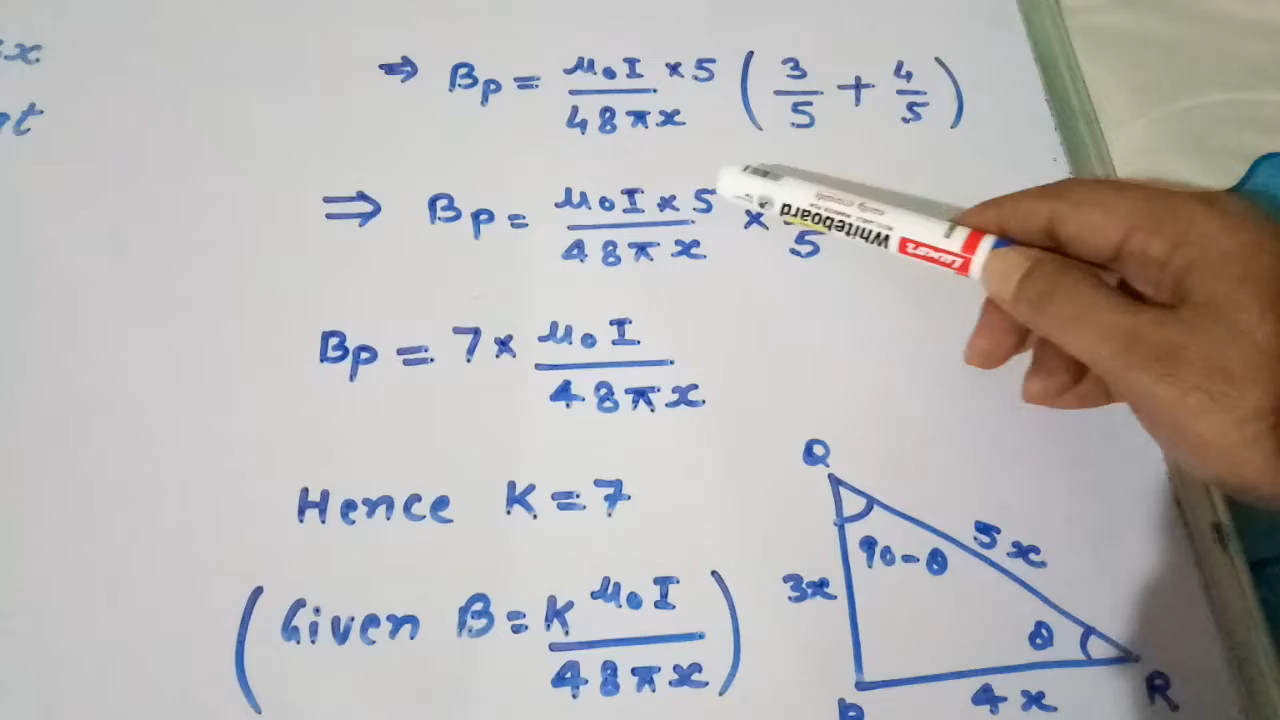 x
⇒ Bp = μ₀I × 5 / 48πx ( 3/5 + 4/5 )
⇒ Bp = μ₀I × 5 / 48πx × /5
Whiteboard
LUXOR
Bp = 7 × μ₀I / 48πx
Hence K = 7
( Given B = K μ₀I / 48πx )
Q
90-θ
5x
3x
θ
4x
R